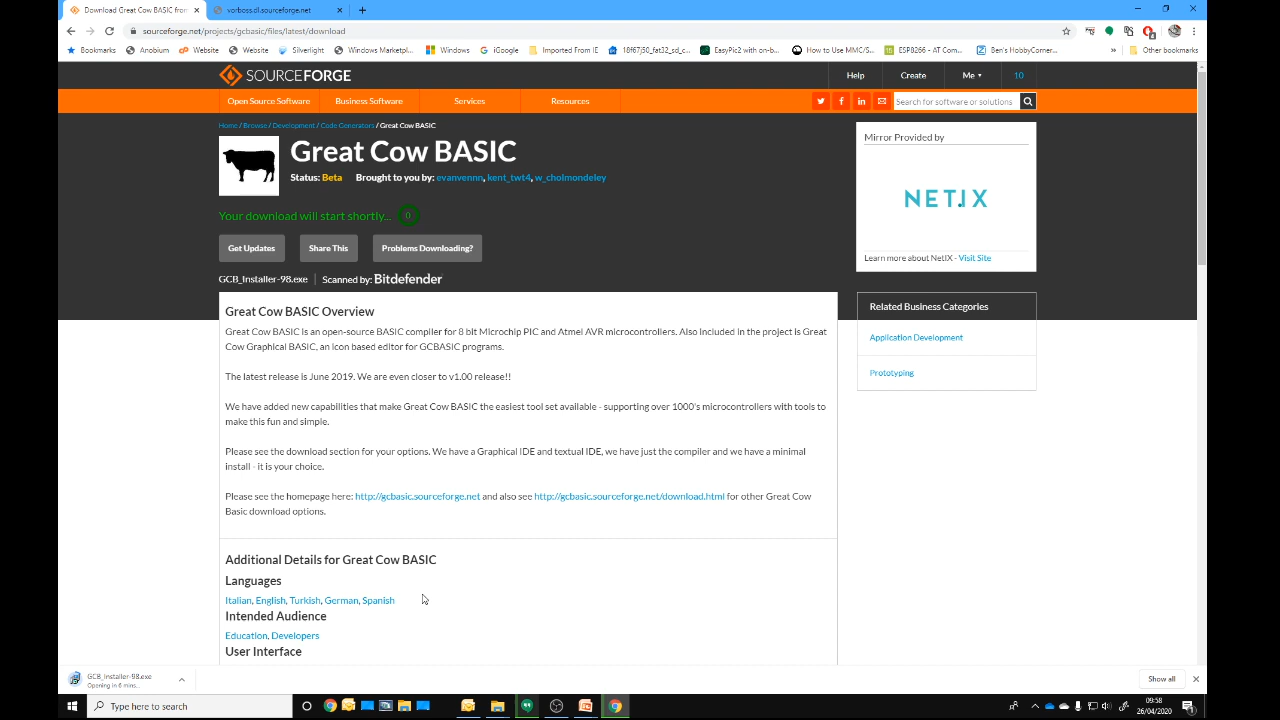 Download Great Cow BASIC from
vorboss.dl.sourceforge.net
sourceforge.net/projects/gcbasic/files/latest/download
Bookmarks
Anobium
Website
Website
Silverlight
Windows Marketpl...
Windows
iGoogle
Imported From IE
18f67j50_fat32_sd_c...
EasyPic2 with on-b...
How to Use MMC/S...
ESP8266 - AT Com...
Ben's HobbyCorner...
»
Other bookmarks
SOURCEFORGE
Help
Create
Me
10
Open Source Software
Business Software
Services
Resources
Search for software or solutions
Home / Browse / Development / Code Generators / Great Cow BASIC
Great Cow BASIC
Status: Beta Brought to you by: evanvennn, kent_twt4, w_cholmondeley
Your download will start shortly... 0
Get Updates
Share This
Problems Downloading?
GCB_Installer-98.exe | Scanned by: Bitdefender
Mirror Provided by
NETIX
Learn more about NetIX - Visit Site
Great Cow BASIC Overview
Great Cow BASIC is an open-source BASIC compiler for 8 bit Microchip PIC and Atmel AVR microcontrollers. Also included in the project is Great
Cow Graphical BASIC, an icon based editor for GCBASIC programs.
The latest release is June 2019. We are even closer to v1.00 release!!
We have added new capabilities that make Great Cow BASIC the easiest tool set available - supporting over 1000's microcontrollers with tools to
make this fun and simple.
Please see the download section for your options. We have a Graphical IDE and textual IDE, we have just the compiler and we have a minimal
install - it is your choice.
Please see the homepage here: http://gcbasic.sourceforge.net and also see http://gcbasic.sourceforge.net/download.html for other Great Cow
Basic download options.
Related Business Categories
Application Development
Prototyping
Additional Details for Great Cow BASIC
Languages
Italian, English, Turkish, German, Spanish
Intended Audience
Education, Developers
User Interface
GCB_Installer-98.exe
Opening in 6 mins...
Show all
Type here to search
09:58
26/04/2020